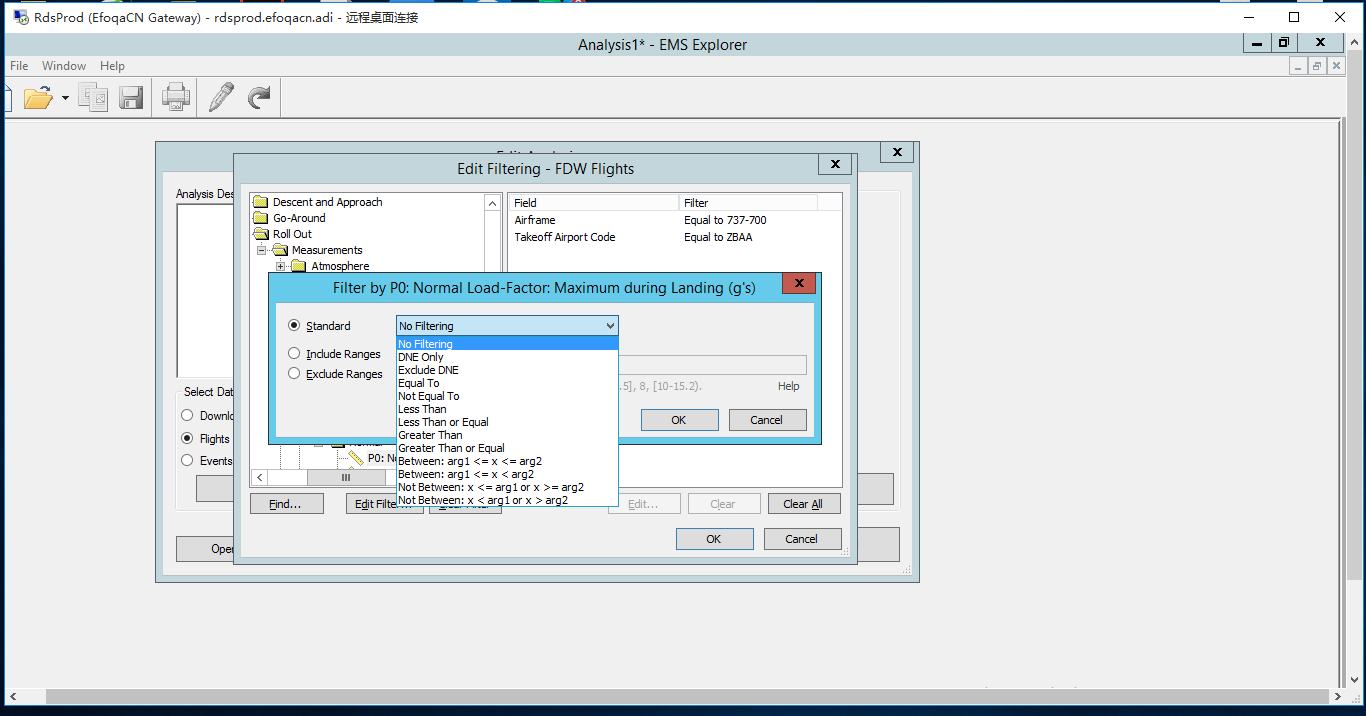 RdsProd (EfoqaCN Gateway) - rdsprod.efoqacn.adi - 远程桌面连接
Analysis1* - EMS Explorer
File Window Help
Edit Filtering - FDW Flights
Analysis Des
Descent and Approach
Go-Around
Roll Out
Measurements
Atmosphere
Field Filter
Airframe Equal to 737-700
Takeoff Airport Code Equal to ZBAA
Filter by P0: Normal Load-Factor: Maximum during Landing (g's)
Standard
Include Ranges
Exclude Ranges
No Filtering
No Filtering
DNE Only
Exclude DNE
Equal To
Not Equal To
Less Than
Less Than or Equal
Greater Than
Greater Than or Equal
Between: arg1 <= x <= arg2
Between: arg1 <= x < arg2
Not Between: x <= arg1 or x >= arg2
Not Between: x < arg1 or x > arg2
.5], 8, [10-15.2).
Help
OK
Cancel
Select Dat
Downlo
Flights
Events
P0: No
Find...
Edit Filter
Edit...
Clear
Clear All
Open
OK
Cancel